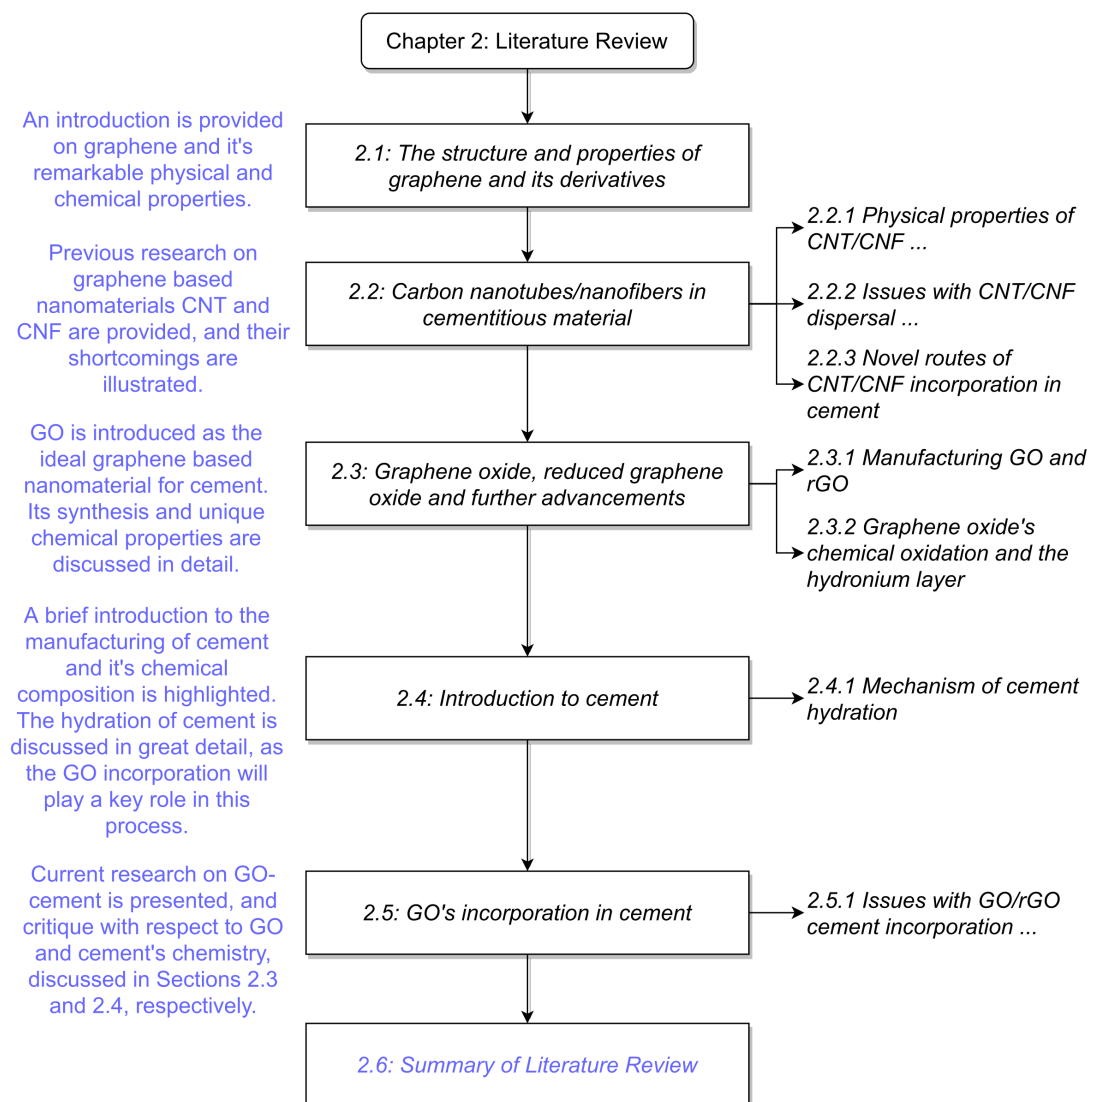 Chapter 2: Literature Review
An introduction is provided
on graphene and it's
remarkable physical and
chemical properties.
2.1: The structure and properties of
graphene and its derivatives
Previous research on
graphene based
nanomaterials CNT and
CNF are provided, and their
shortcomings are
illustrated.
2.2: Carbon nanotubes/nanofibers in
cementitious material
2.2.1 Physical properties of
CNT/CNF ...
2.2.2 Issues with CNT/CNF
dispersal ...
2.2.3 Novel routes of
CNT/CNF incorporation in
cement
GO is introduced as the
ideal graphene based
nanomaterial for cement.
Its synthesis and unique
chemical properties are
discussed in detail.
2.3: Graphene oxide, reduced graphene
oxide and further advancements
2.3.1 Manufacturing GO and
rGO
2.3.2 Graphene oxide's
chemical oxidation and the
hydronium layer
A brief introduction to the
manufacturing of cement
and it's chemical
composition is highlighted.
The hydration of cement is
discussed in great detail, as
the GO incorporation will
play a key role in this
process.
2.4: Introduction to cement
2.4.1 Mechanism of cement
hydration
Current research on GO-
cement is presented, and
critique with respect to GO
and cement's chemistry,
discussed in Sections 2.3
and 2.4, respectively.
2.5: GO's incorporation in cement
2.5.1 Issues with GO/rGO
cement incorporation ...
2.6: Summary of Literature Review